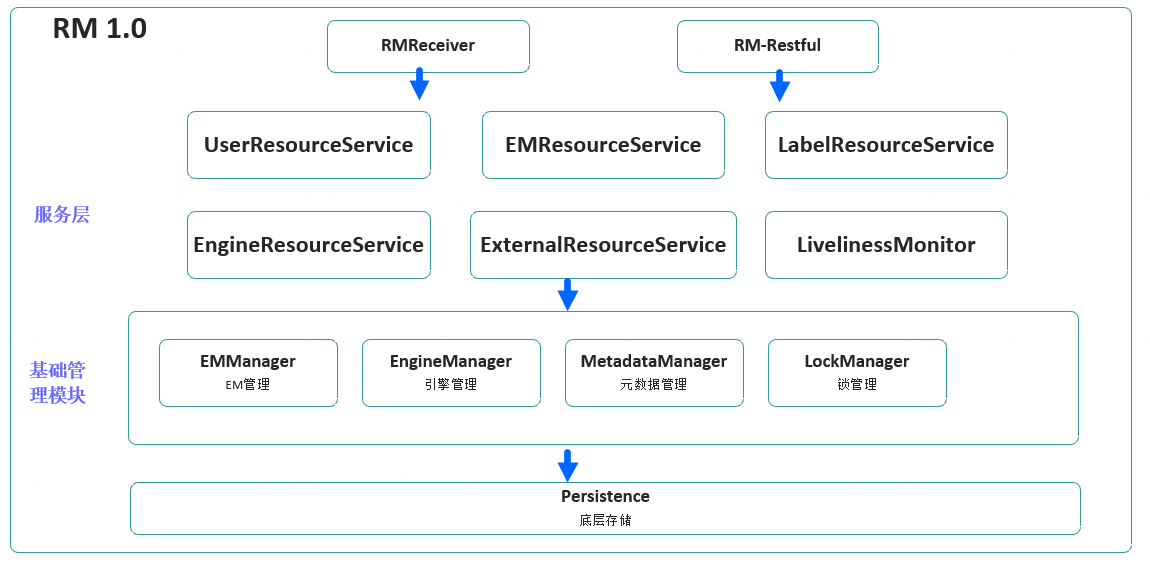 RM 1.0
RMReceiver
RM-Restful
UserResourceService
EMResourceService
LabelResourceService
服务层
EngineResourceService
ExternalResourceService
LivelinessMonitor
基础管
理模块
EMManager
EM管理
EngineManager
引擎管理
MetadataManager
元数据管理
LockManager
锁管理
Persistence
底层存储